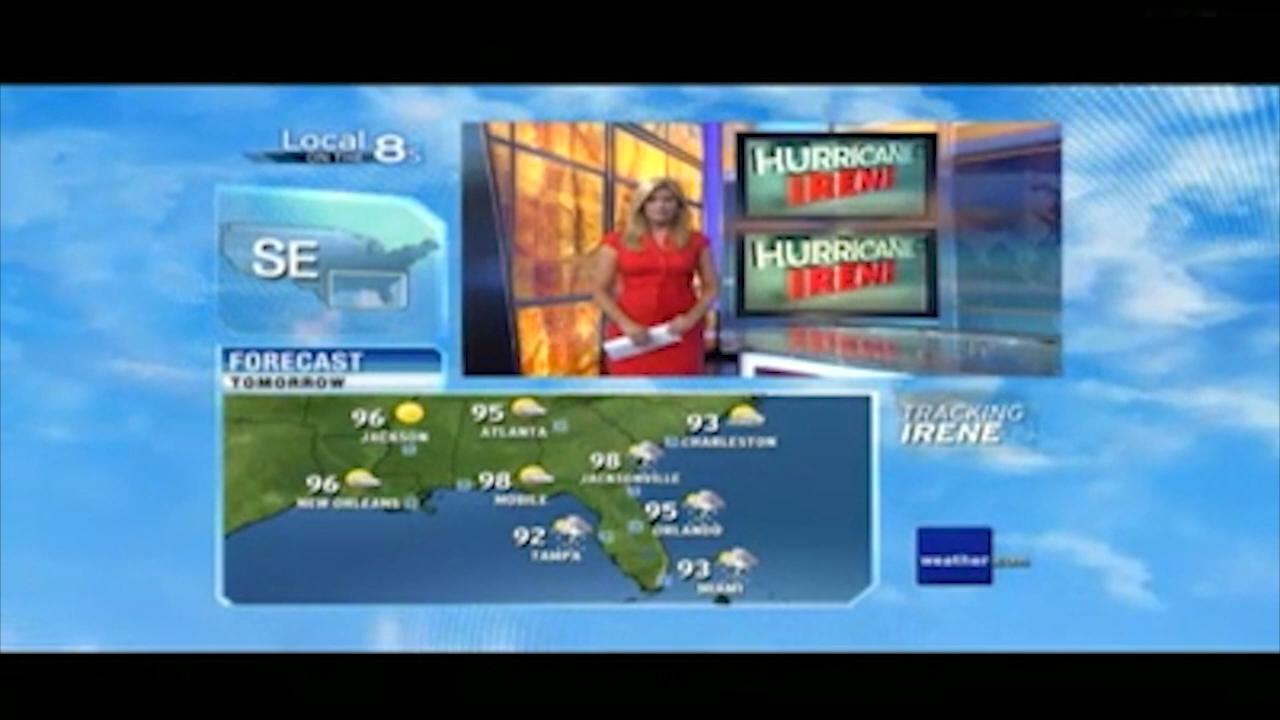 Local
ON THE 8s
HURRICANE
IRENE
HURRICANE
IRENE
SE
FORECAST
TOMORROW
96
JACKSON
95
ATLANTA
93
CHARLESTON
98
JACKSONVILLE
96
NEW ORLEANS
98
MOBILE
95
ORLANDO
92
TAMPA
93
MIAMI
TRACKING
IRENE
weather.com